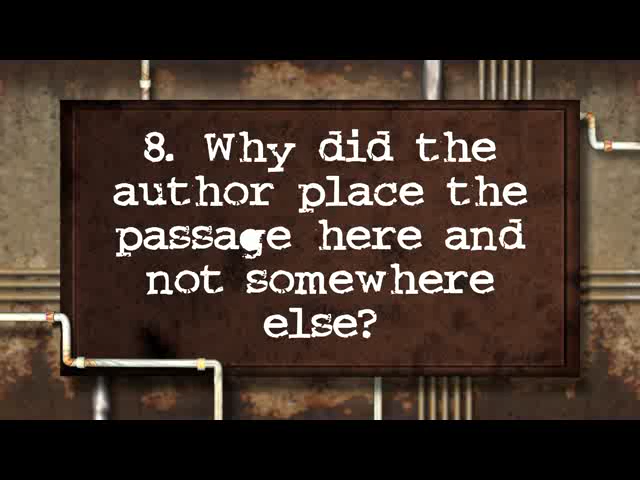 8. Why did the
author place the
passage here and
not somewhere
else?